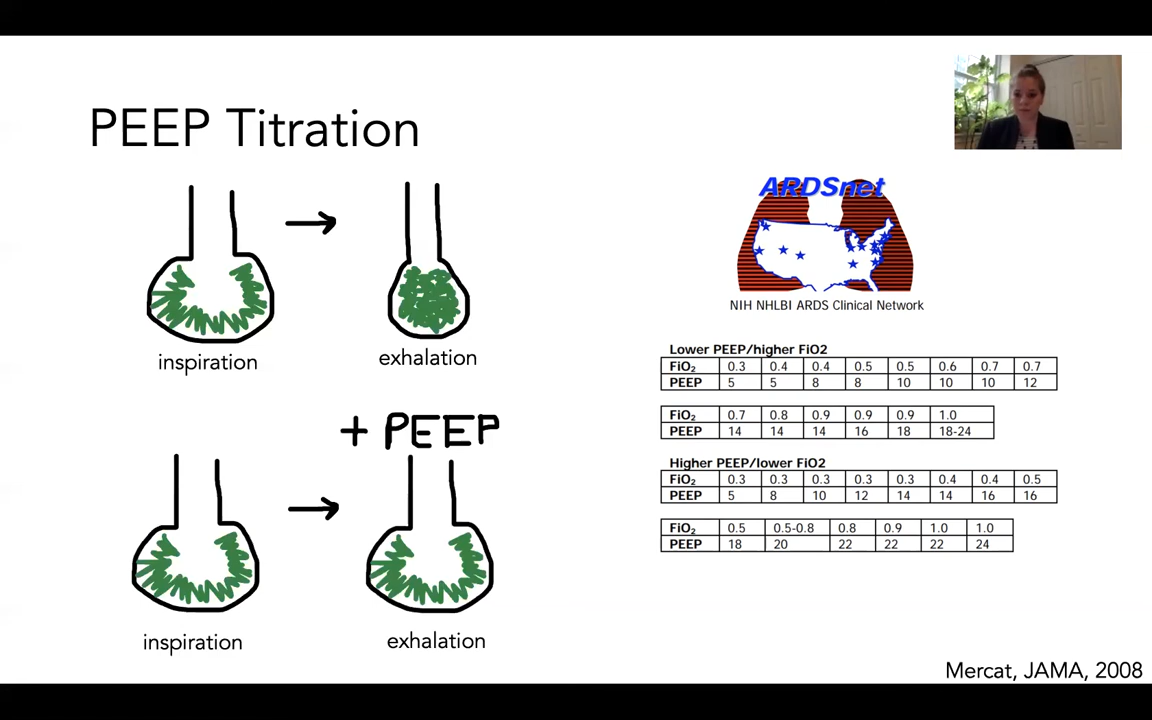 PEEP Titration
inspiration
exhalation
+ PEEP
inspiration
exhalation
ARDSnet
NIH NHLBI ARDS Clinical Network
Lower PEEP/higher FiO2
FiO₂ 0.3 0.4 0.4 0.5 0.5 0.6 0.7 0.7
PEEP 5 5 8 8 10 10 10 12
FiO₂ 0.7 0.8 0.9 0.9 0.9 1.0
PEEP 14 14 14 16 18 18-24
Higher PEEP/lower FiO2
FiO₂ 0.3 0.3 0.3 0.3 0.3 0.4 0.4 0.5
PEEP 5 8 10 12 14 14 16 16
FiO₂ 0.5 0.5-0.8 0.8 0.9 1.0 1.0
PEEP 18 20 22 22 22 24
Mercat, JAMA, 2008